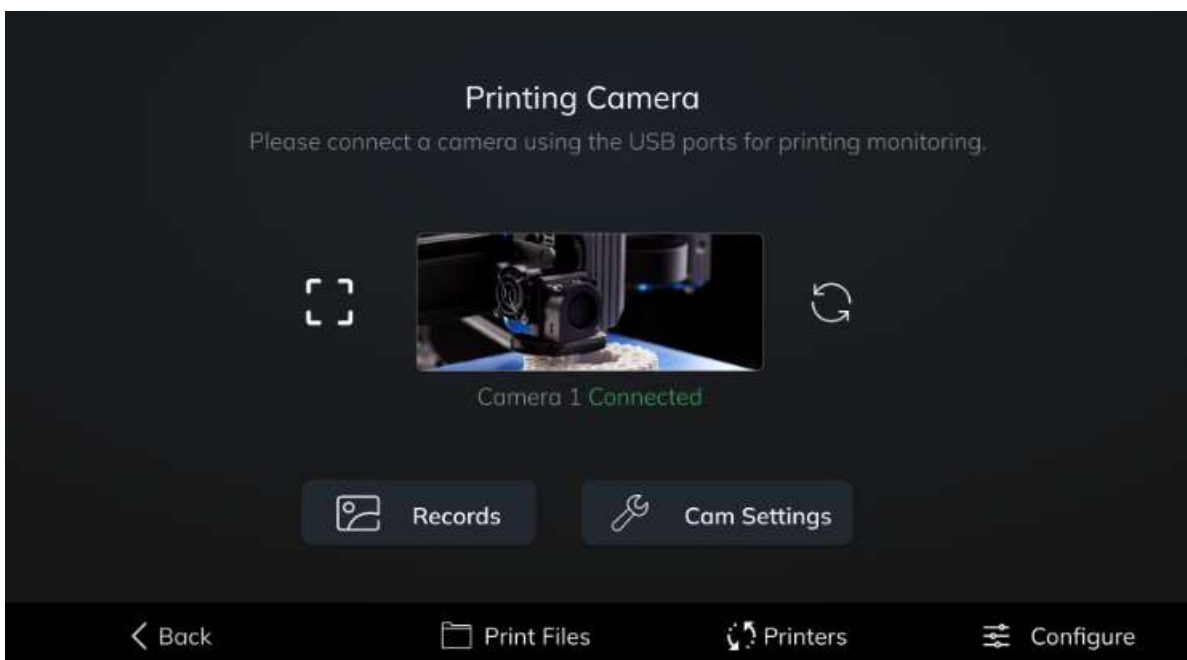 Printing Camera
Please connect a camera using the USB ports for printing monitoring.
Camera 1 Connected
Records
Cam Settings
Back
Print Files
Printers
Configure